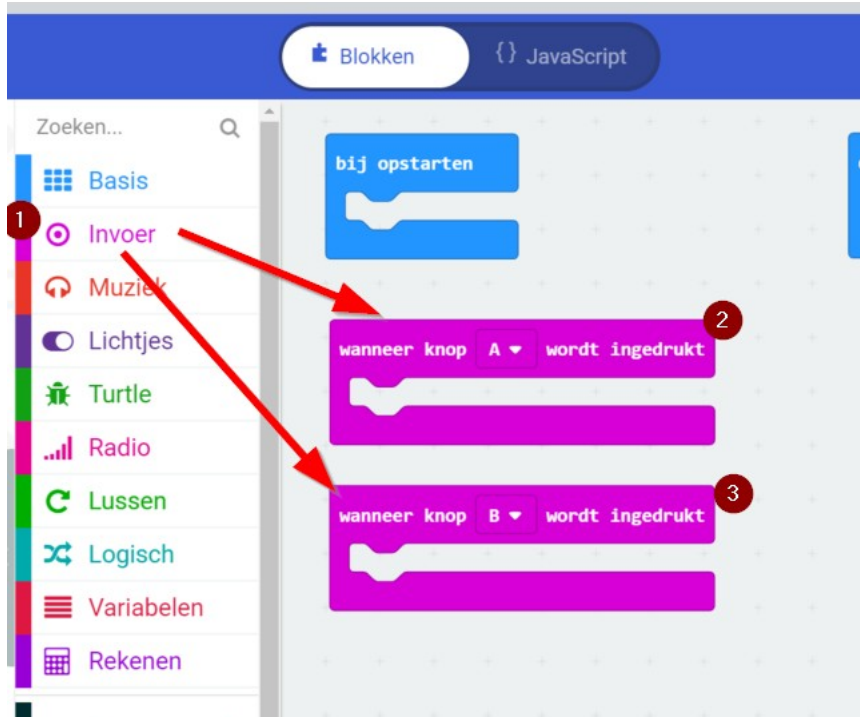 Blokken
{} JavaScript
Zoeken...
Basis
1
Invoer
Muziek
Lichtjes
Turtle
Radio
Lussen
Logisch
Variabelen
Rekenen
bij opstarten
2
wanneer knop A wordt ingedrukt
3
wanneer knop B wordt ingedrukt